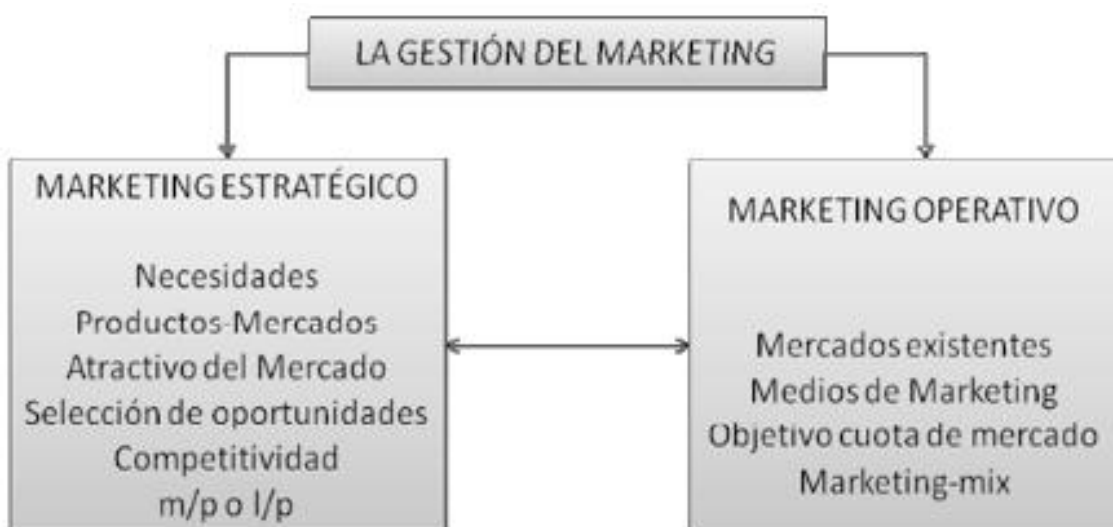 LA GESTIÓN DEL MARKETING
MARKETING ESTRATÉGICO
Necesidades
Productos-Mercados
Atractivo del Mercado
Selección de oportunidades
Competitividad
m/p o l/p
MARKETING OPERATIVO
Mercados existentes
Medios de Marketing
Objetivo cuota de mercado
Marketing-mix